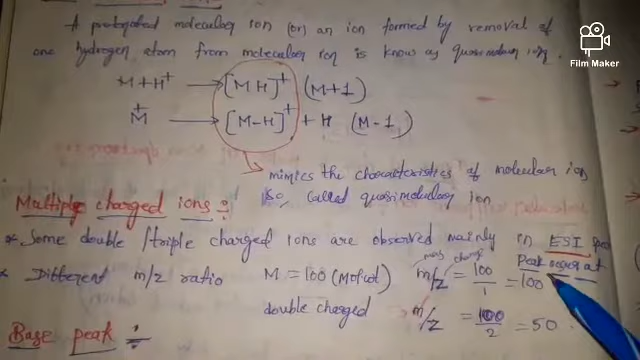 A protonated molecular ion (or) an ion formed by removal of
one hydrogen atom from molecular ion is know as quasimolecular ion.
Film Maker
M + H⁺ → [MH]⁺ (M+1)
M⁺ → [M-H]⁺ + H (M-1)
mimics the characteristics of molecular ion
so, called quasimolecular ion
Multiple charged ions :-
* Some double / triple charged ions are observed mainly in ESI
Peak occurs at
* Different m/z ratio M = 100 (Mol.wt) mass charge m/z = 100/1 = 100
double charged m/z = 100/2 = 50
Base peak :-